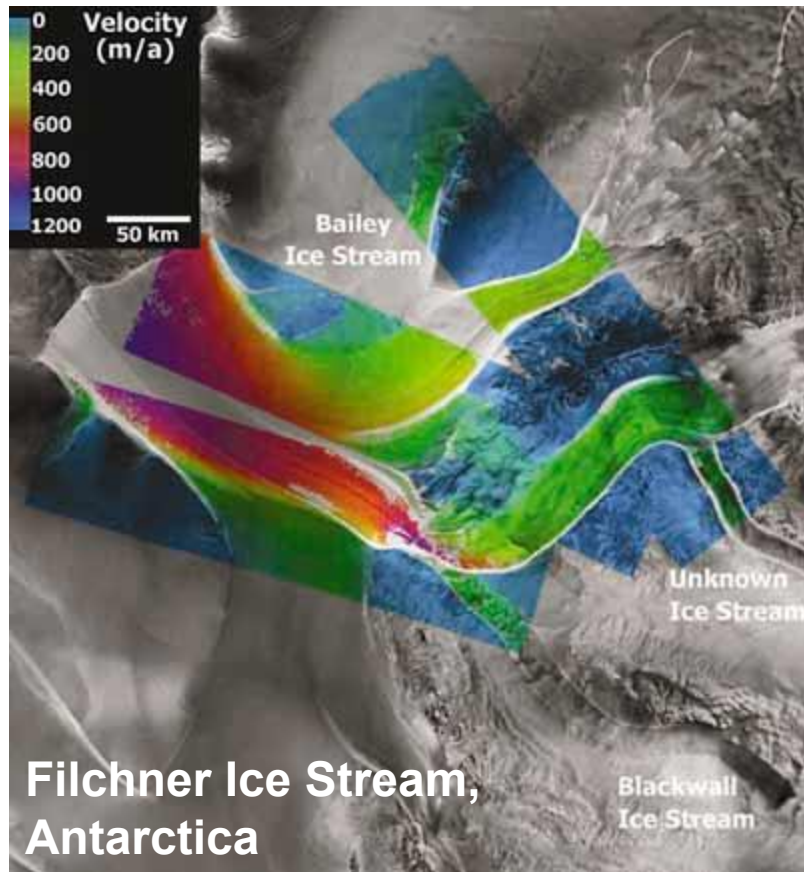 0
200
400
600
800
1000
1200
Velocity
(m/a)
50 km
Bailey
Ice Stream
Unknown
Ice Stream
Blackwall
Ice Stream
Filchner Ice Stream,
Antarctica